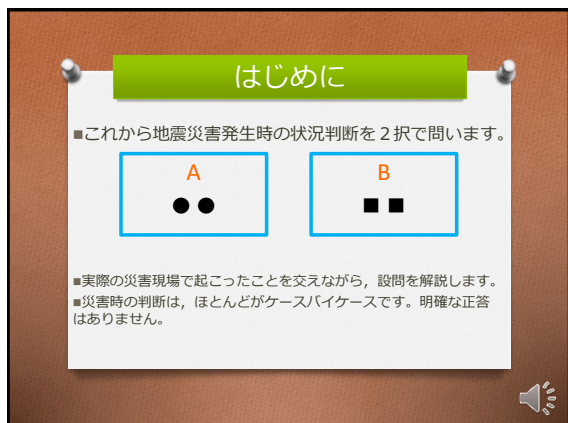 はじめに
■これから地震災害発生時の状況判断を２択で問います。
A
●●
B
■■
■実際の災害現場で起こったことを交えながら，設問を解説します。
■災害時の判断は，ほとんどがケースバイケースです。明確な正答
はありません。